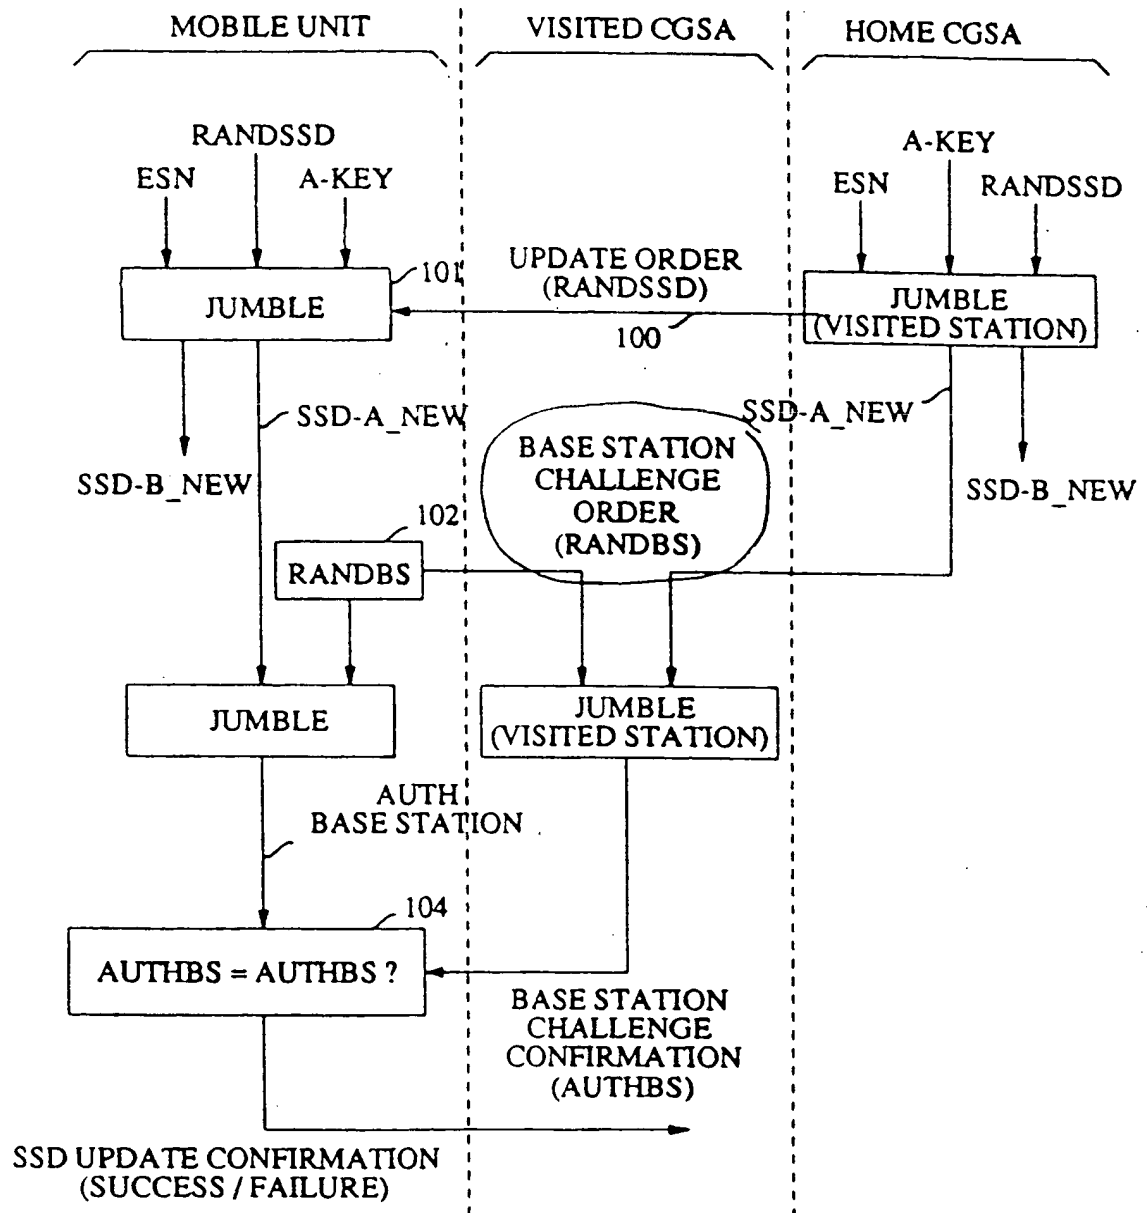 MOBILE UNIT
VISITED CGSA
HOME CGSA
RANDSSD
ESN
A-KEY
A-KEY
ESN
RANDSSD
101
JUMBLE
UPDATE ORDER
(RANDSSD)
100
JUMBLE
(VISITED STATION)
SSD-A_NEW
SSD-B_NEW
SSD-A_NEW
SSD-B_NEW
BASE STATION
CHALLENGE
ORDER
(RANDBS)
102
RANDBS
JUMBLE
JUMBLE
(VISITED STATION)
AUTH
BASE STATION
104
AUTHBS = AUTHBS ?
BASE STATION
CHALLENGE
CONFIRMATION
(AUTHBS)
SSD UPDATE CONFIRMATION
(SUCCESS / FAILURE)